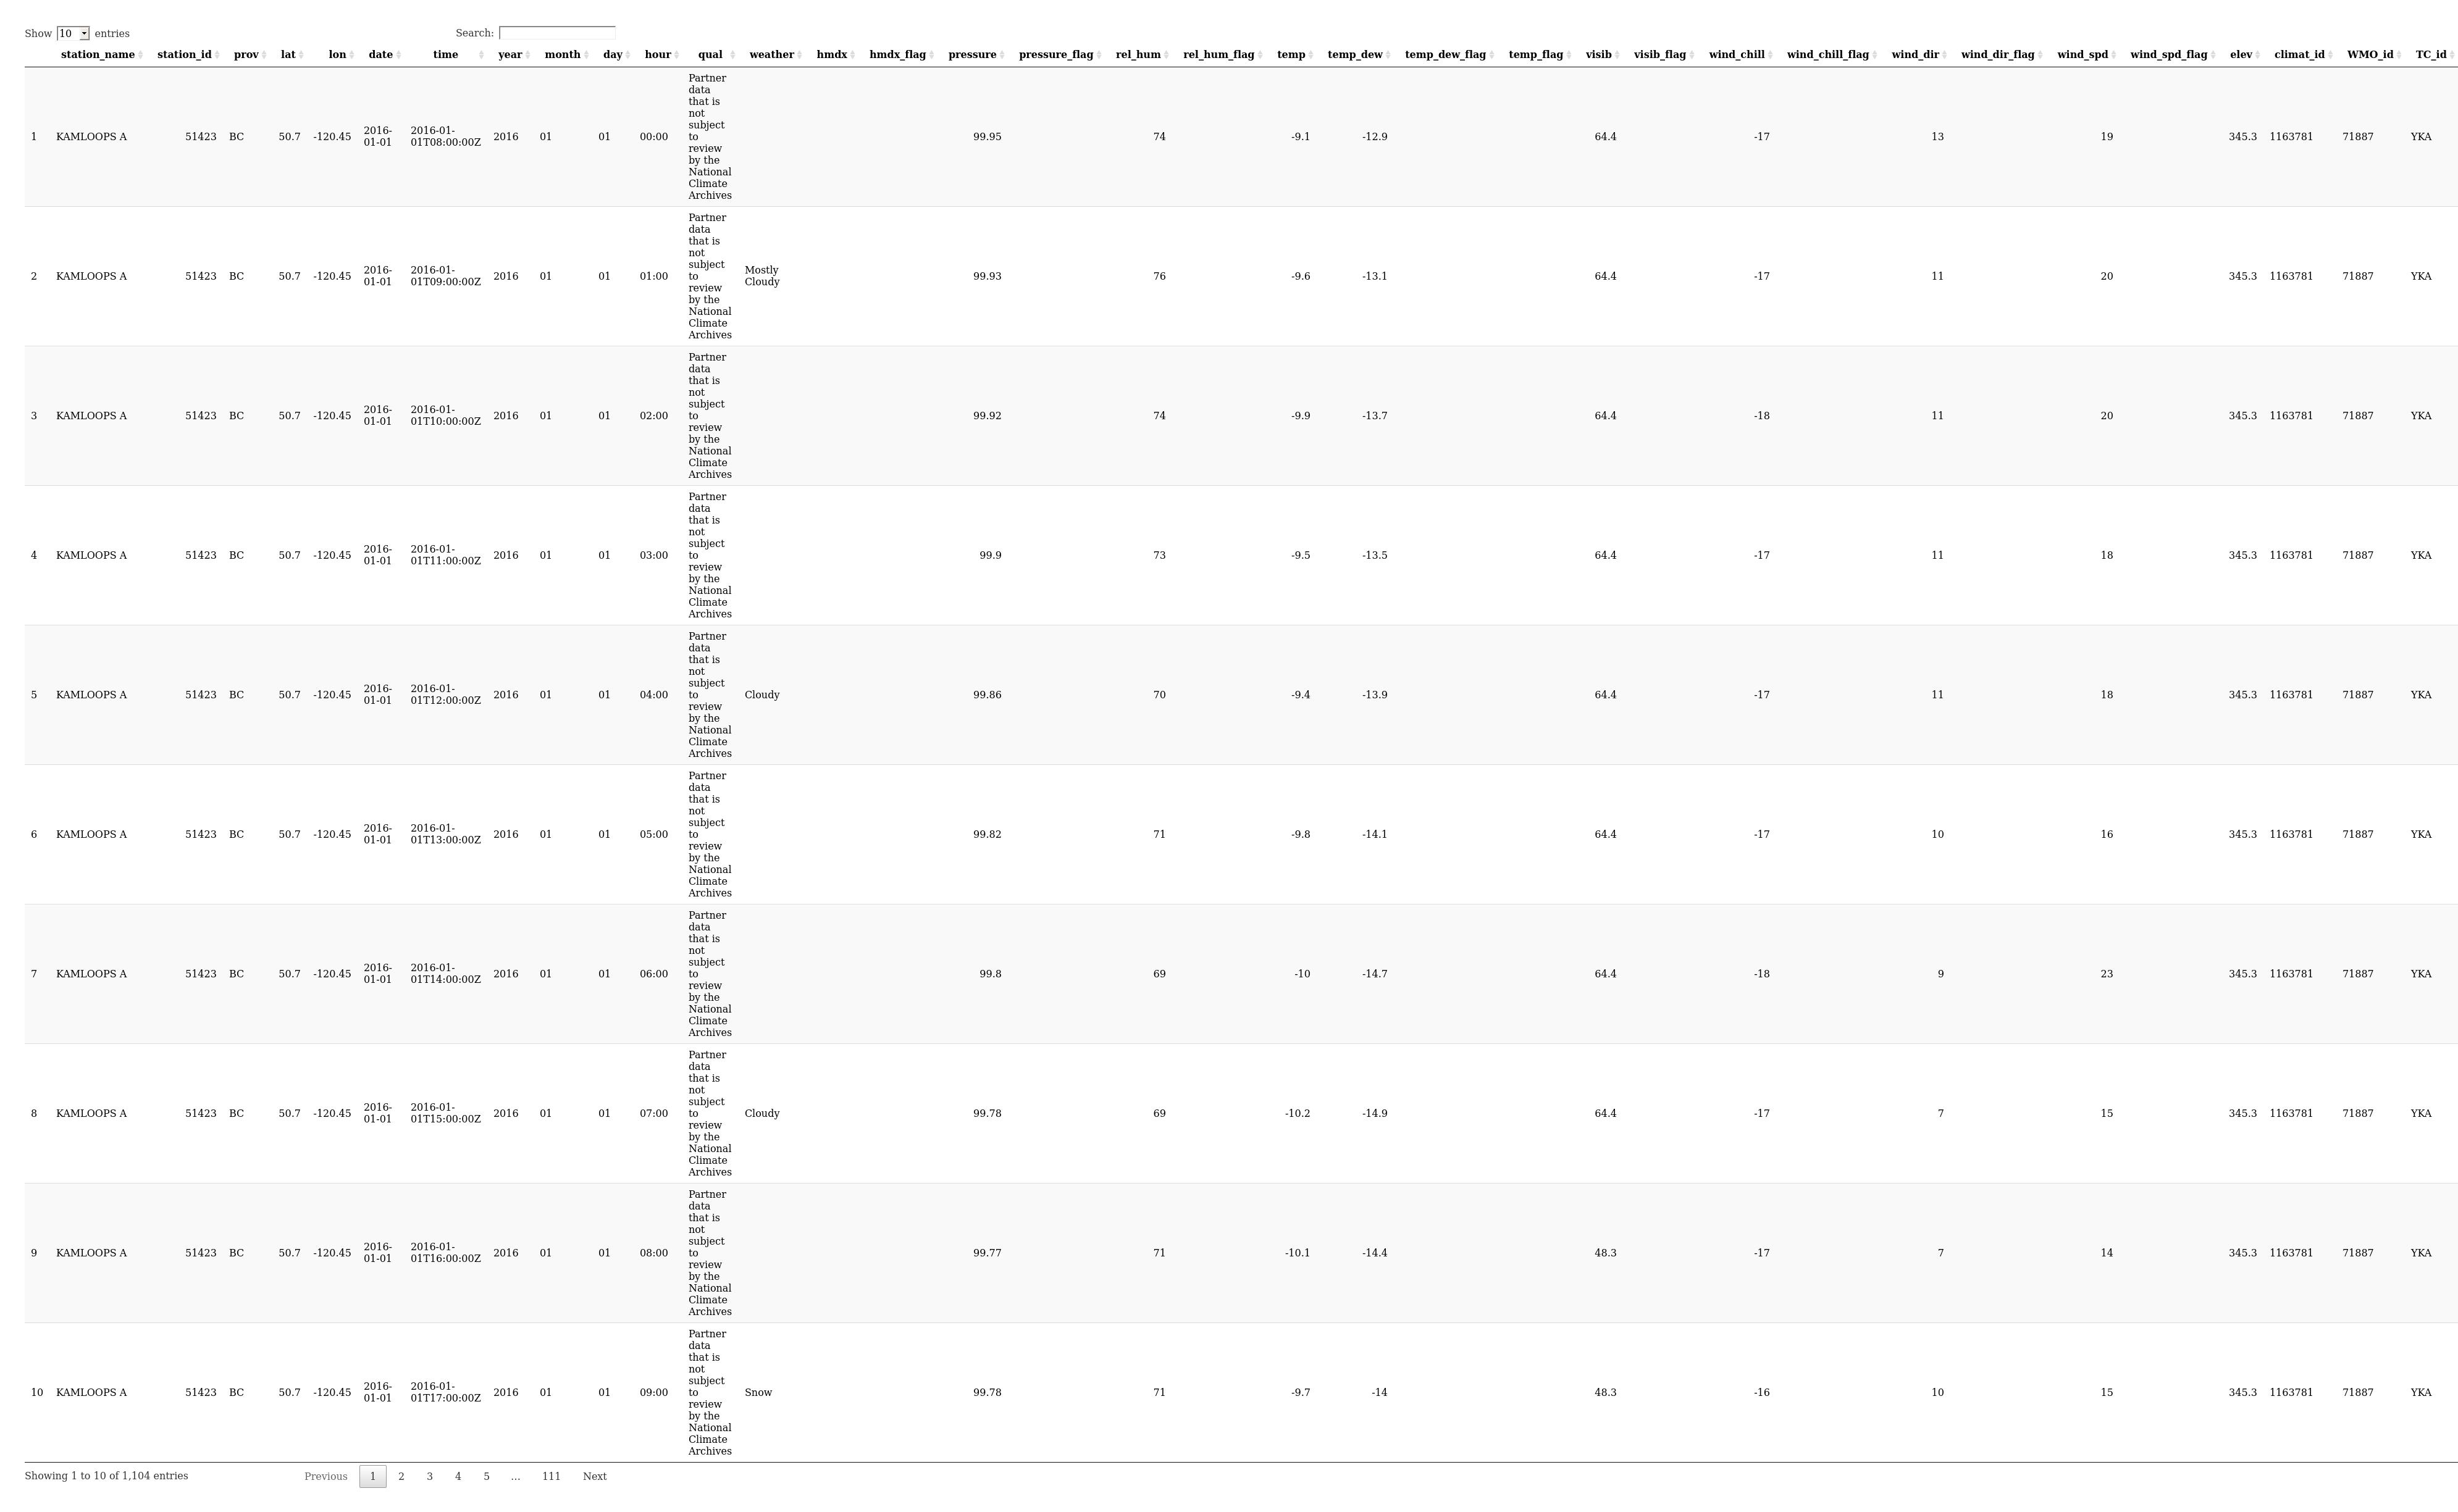 Show 10 entries Search:
station_name station_id prov lat lon date time year month day hour qual weather hmdx hmdx_flag pressure pressure_flag rel_hum rel_hum_flag temp temp_dew temp_dew_flag temp_flag visib visib_flag wind_chill wind_chill_flag wind_dir wind_dir_flag wind_spd wind_spd_flag elev climat_id WMO_id TC_id
1 KAMLOOPS A 51423 BC 50.7 -120.45 2016-01-01 2016-01-01T08:00:00Z 2016 01 01 00:00 Partner data that is not subject to review by the National Climate Archives 99.95 74 -9.1 -12.9 64.4 -17 13 19 345.3 1163781 71887 YKA
2 KAMLOOPS A 51423 BC 50.7 -120.45 2016-01-01 2016-01-01T09:00:00Z 2016 01 01 01:00 Partner data that is not subject to review by the National Climate Archives Mostly Cloudy 99.93 76 -9.6 -13.1 64.4 -17 11 20 345.3 1163781 71887 YKA
3 KAMLOOPS A 51423 BC 50.7 -120.45 2016-01-01 2016-01-01T10:00:00Z 2016 01 01 02:00 Partner data that is not subject to review by the National Climate Archives 99.92 74 -9.9 -13.7 64.4 -18 11 20 345.3 1163781 71887 YKA
4 KAMLOOPS A 51423 BC 50.7 -120.45 2016-01-01 2016-01-01T11:00:00Z 2016 01 01 03:00 Partner data that is not subject to review by the National Climate Archives 99.9 73 -9.5 -13.5 64.4 -17 11 18 345.3 1163781 71887 YKA
5 KAMLOOPS A 51423 BC 50.7 -120.45 2016-01-01 2016-01-01T12:00:00Z 2016 01 01 04:00 Partner data that is not subject to review by the National Climate Archives Cloudy 99.86 70 -9.4 -13.9 64.4 -17 11 18 345.3 1163781 71887 YKA
6 KAMLOOPS A 51423 BC 50.7 -120.45 2016-01-01 2016-01-01T13:00:00Z 2016 01 01 05:00 Partner data that is not subject to review by the National Climate Archives 99.82 71 -9.8 -14.1 64.4 -17 10 16 345.3 1163781 71887 YKA
7 KAMLOOPS A 51423 BC 50.7 -120.45 2016-01-01 2016-01-01T14:00:00Z 2016 01 01 06:00 Partner data that is not subject to review by the National Climate Archives 99.8 69 -10 -14.7 64.4 -18 9 23 345.3 1163781 71887 YKA
8 KAMLOOPS A 51423 BC 50.7 -120.45 2016-01-01 2016-01-01T15:00:00Z 2016 01 01 07:00 Partner data that is not subject to review by the National Climate Archives Cloudy 99.78 69 -10.2 -14.9 64.4 -17 7 15 345.3 1163781 71887 YKA
9 KAMLOOPS A 51423 BC 50.7 -120.45 2016-01-01 2016-01-01T16:00:00Z 2016 01 01 08:00 Partner data that is not subject to review by the National Climate Archives 99.77 71 -10.1 -14.4 48.3 -17 7 14 345.3 1163781 71887 YKA
10 KAMLOOPS A 51423 BC 50.7 -120.45 2016-01-01 2016-01-01T17:00:00Z 2016 01 01 09:00 Partner data that is not subject to review by the National Climate Archives Snow 99.78 71 -9.7 -14 48.3 -16 10 15 345.3 1163781 71887 YKA
Showing 1 to 10 of 1,104 entries Previous 1 2 3 4 5 … 111 Next